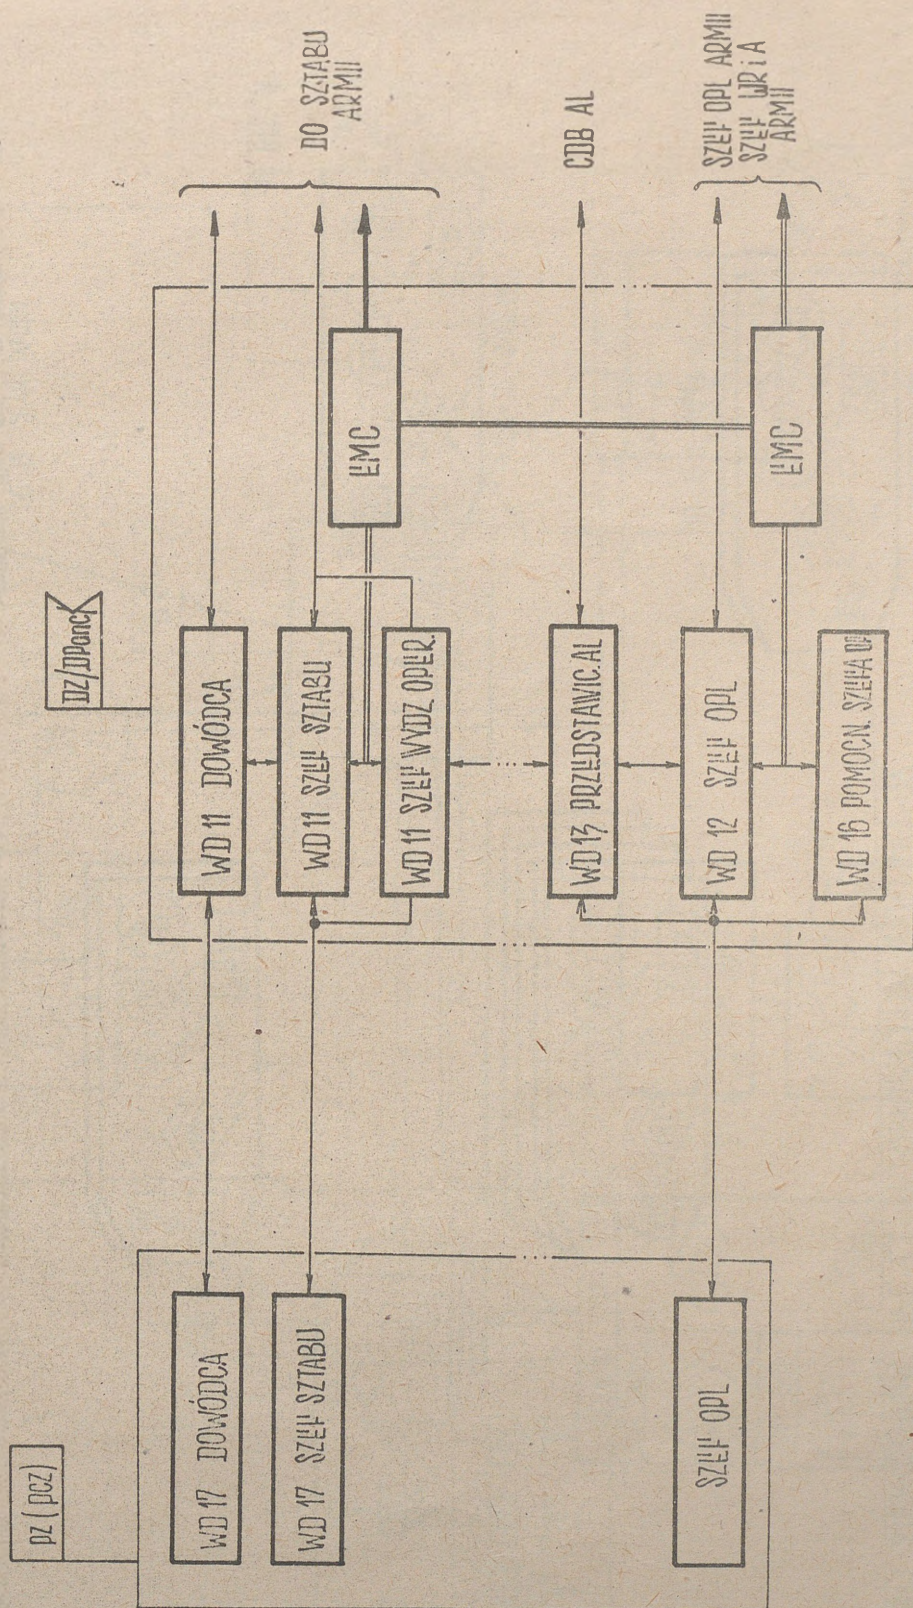 pz (pcz)
WD 17 DOWÓDCA
WD 17 SZEF SZTABU
SZEF OPL
DZ/DPanc
WD 11 DOWÓDCA
WD 11 SZEF SZTABU
WD 11 SZEF WYDZ OPER.
...
WD 13 PRZEDSTAWIC. AL
WD 12 SZEF OPL
WD 16 POMOCN. SZEFA
EMC
EMC
DO SZTABU
ARMII
CDB AL
SZEF OPL ARMII
SZEF WR i A
ARMII